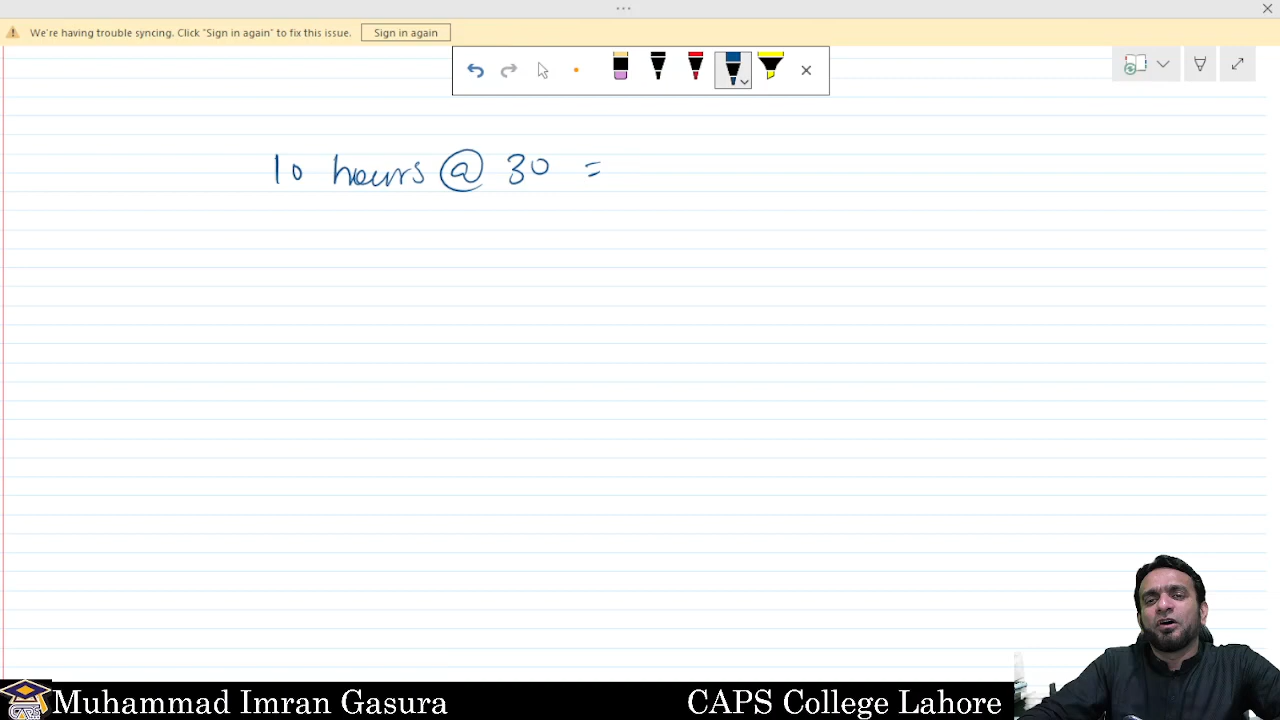 We're having trouble syncing. Click "Sign in again" to fix this issue. Sign in again
10 hours @ 30 =
Muhammad Imran Gasura CAPS College Lahore